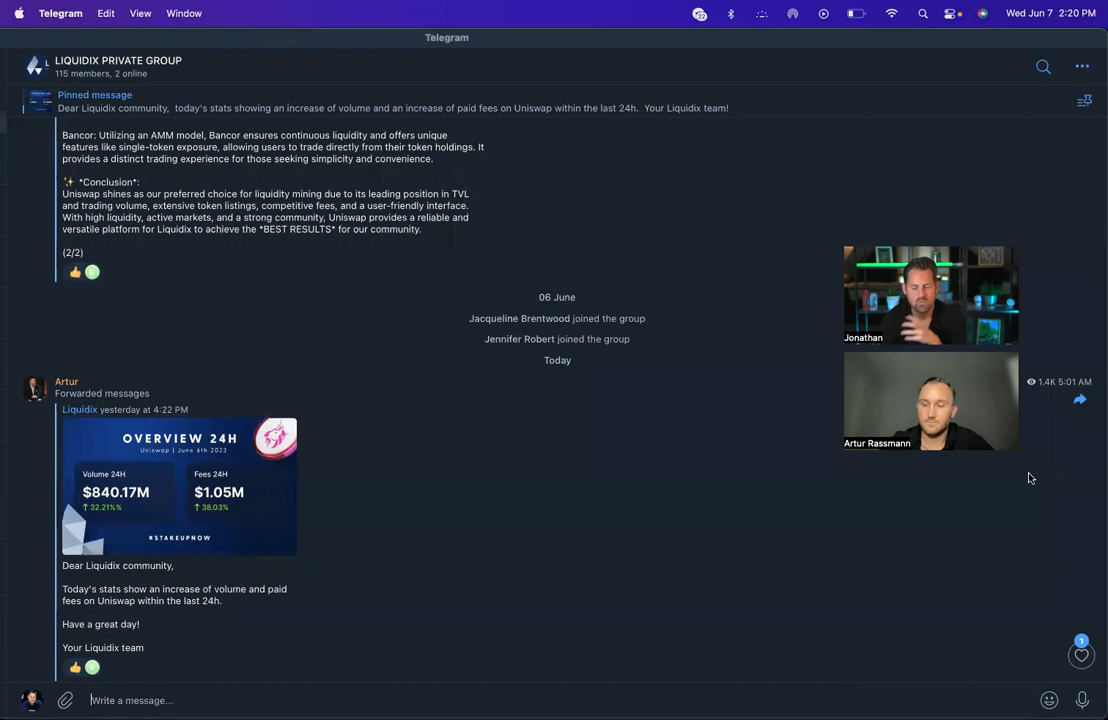 Telegram Edit View Window
22
Wed Jun 7 2:20 PM
Telegram
L LIQUIDIX PRIVATE GROUP
115 members, 2 online
Pinned message
Dear Liquidix community, today's stats showing an increase of volume and an increase of paid fees on Uniswap within the last 24h. Your Liquidix team!
Bancor: Utilizing an AMM model, Bancor ensures continuous liquidity and offers unique
features like single-token exposure, allowing users to trade directly from their token holdings. It
provides a distinct trading experience for those seeking simplicity and convenience.
✨ *Conclusion*:
Uniswap shines as our preferred choice for liquidity mining due to its leading position in TVL
and trading volume, extensive token listings, competitive fees, and a user-friendly interface.
With high liquidity, active markets, and a strong community, Uniswap provides a reliable and
versatile platform for Liquidix to achieve the *BEST RESULTS* for our community.
(2/2)
06 June
Jacqueline Brentwood joined the group
Jennifer Robert joined the group
Today
Jonathan
Artur
1.4K 5:01 AM
Forwarded messages
Liquidix yesterday at 4:22 PM
OVERVIEW 24H
Uniswap | June 6th 2023
Volume 24H Fees 24H
$840.17M $1.05M
↑ 32.21%% ↑ 38.03%
#STAKEUPNOW
Artur Rassmann
Dear Liquidix community,
Today's stats show an increase of volume and paid
fees on Uniswap within the last 24h.
Have a great day!
Your Liquidix team
1
Write a message...